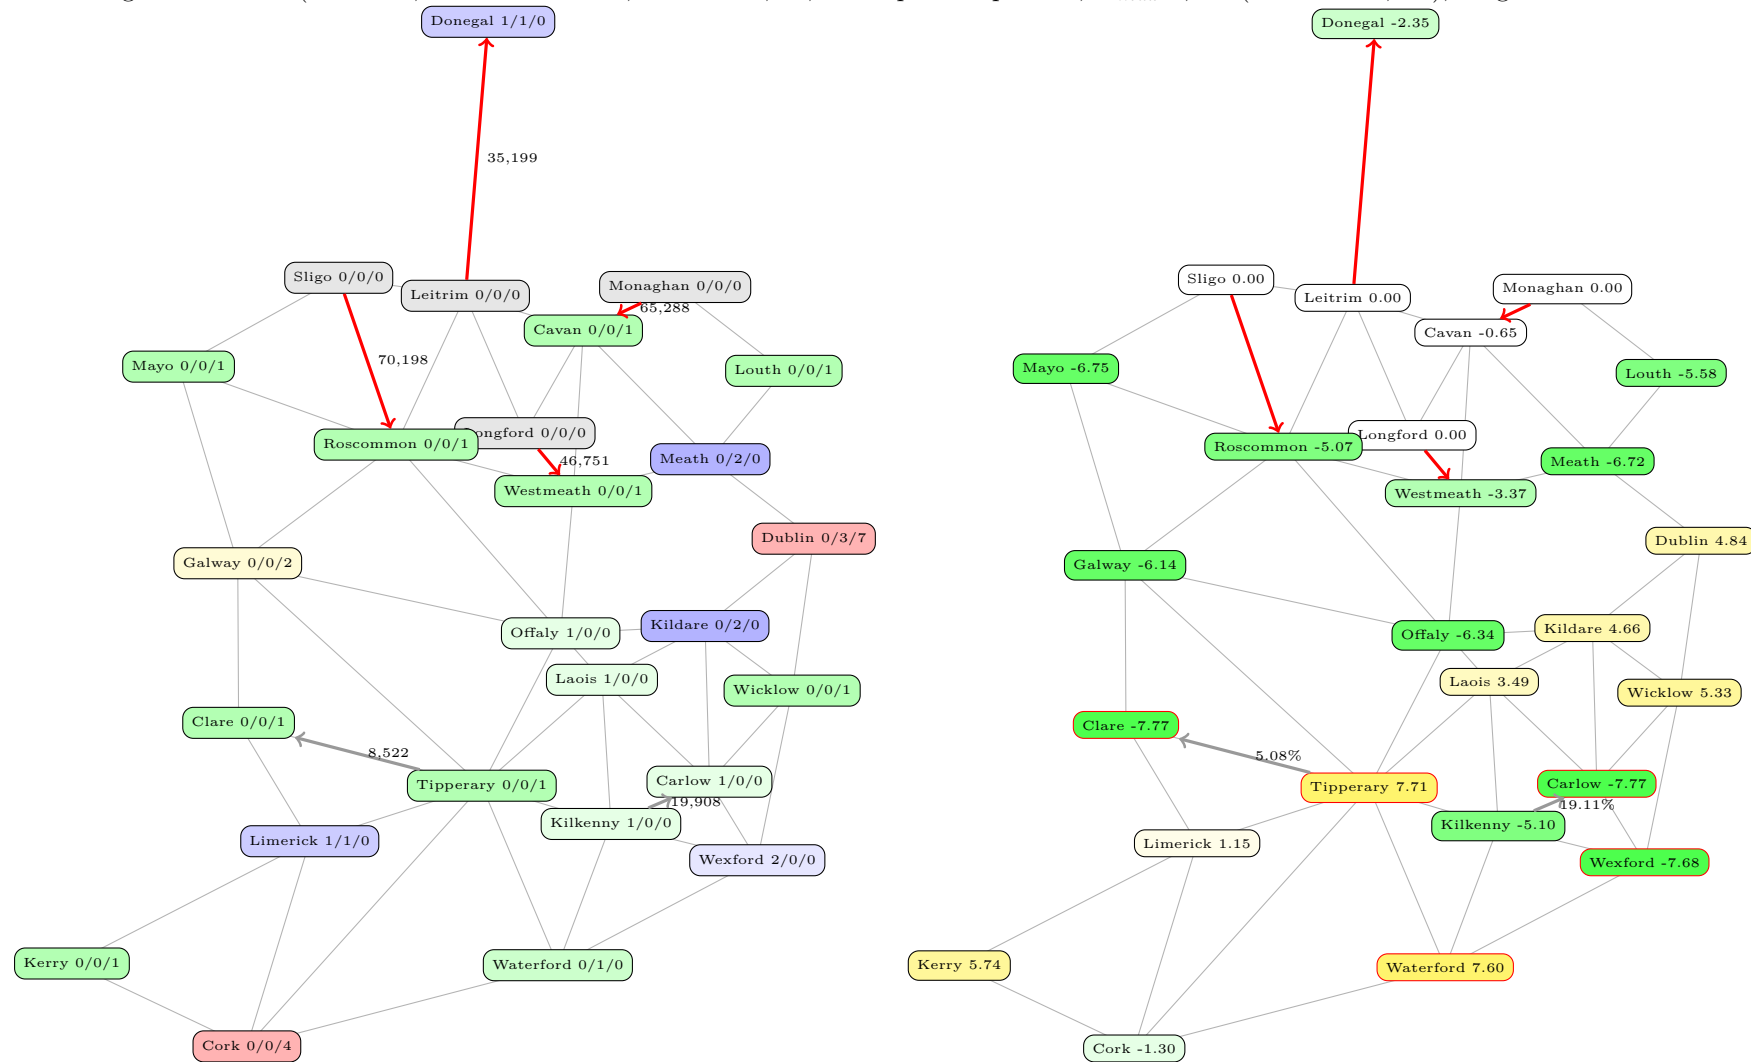 Donegal 1/1/0
35,199
Sligo 0/0/0
Leitrim 0/0/0
Monaghan 0/0/0
65,288
Cavan 0/0/1
Mayo 0/0/1
70,198
Louth 0/0/1
Longford 0/0/0
Roscommon 0/0/1
46,751
Meath 0/2/0
Westmeath 0/0/1
Dublin 0/3/7
Galway 0/0/2
Offaly 1/0/0
Kildare 0/2/0
Laois 1/0/0
Wicklow 0/0/1
Clare 0/0/1
8,522
Tipperary 0/0/1
Carlow 1/0/0
19,908
Kilkenny 1/0/0
Limerick 1/1/0
Wexford 2/0/0
Kerry 0/0/1
Waterford 0/1/0
Cork 0/0/4
Donegal -2.35
Sligo 0.00
Leitrim 0.00
Monaghan 0.00
Cavan -0.65
Mayo -6.75
Louth -5.58
Longford 0.00
Roscommon -5.07
Meath -6.72
Westmeath -3.37
Dublin 4.84
Galway -6.14
Offaly -6.34
Kildare 4.66
Laois 3.49
Wicklow 5.33
Clare -7.77
5.08%
Tipperary 7.71
Carlow -7.77
19.11%
Kilkenny -5.10
Limerick 1.15
Wexford -7.68
Kerry 5.74
Waterford 7.60
Cork -1.30